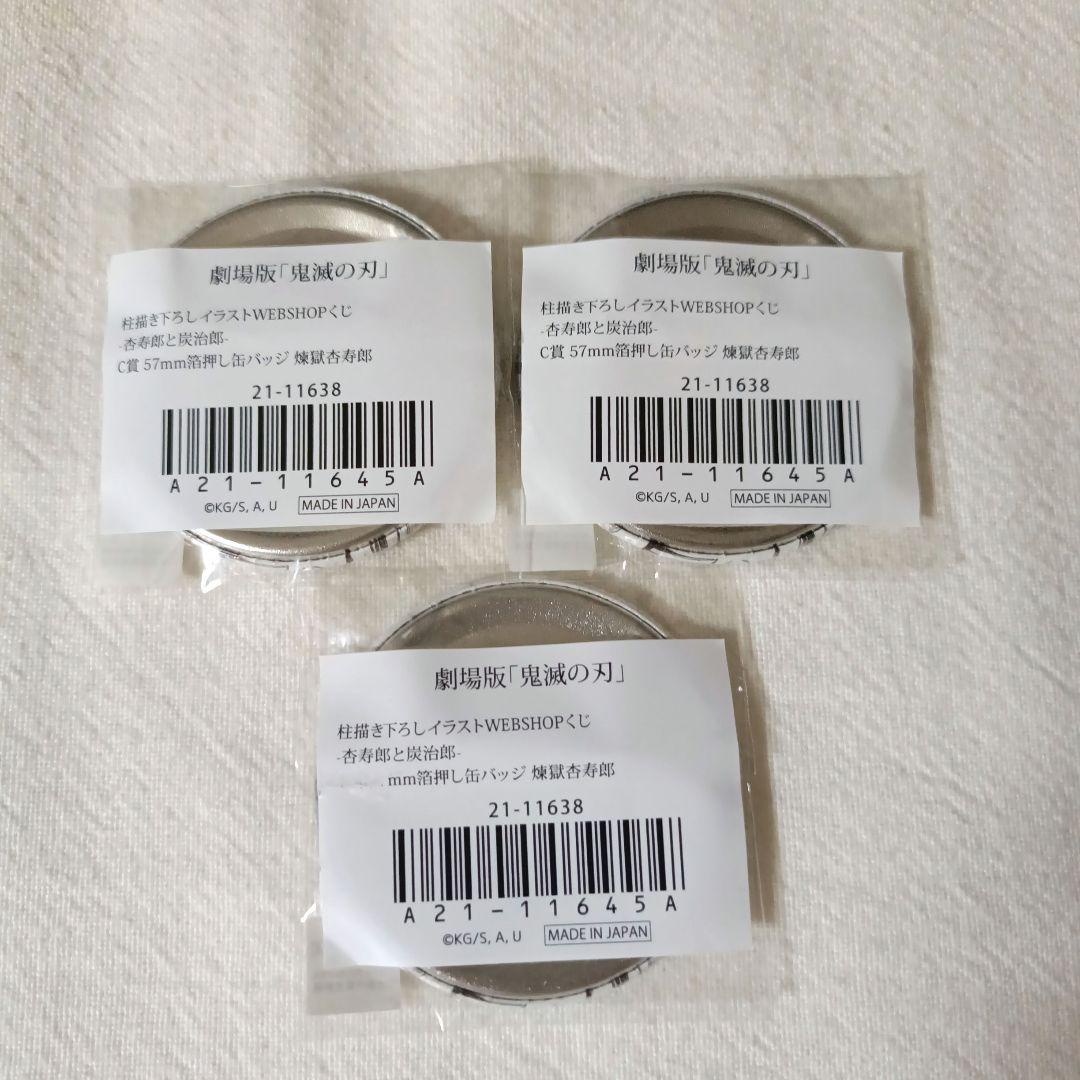 劇場版「鬼滅の刃」
柱描き下ろしイラストWEBSHOPくじ
-杏寿郎と炭治郎-
C賞 57mm箔押し缶バッジ 煉獄杏寿郎
21-11638
A21-11645A
©KG/S, A, U MADE IN JAPAN
劇場版「鬼滅の刃」
柱描き下ろしイラストWEBSHOPくじ
-杏寿郎と炭治郎-
C賞 57mm箔押し缶バッジ 煉獄杏寿郎
21-11638
A21-11645A
©KG/S, A, U MADE IN JAPAN
劇場版「鬼滅の刃」
柱描き下ろしイラストWEBSHOPくじ
-杏寿郎と炭治郎-
mm箔押し缶バッジ 煉獄杏寿郎
21-11638
A21-11645A
©KG/S, A, U MADE IN JAPAN